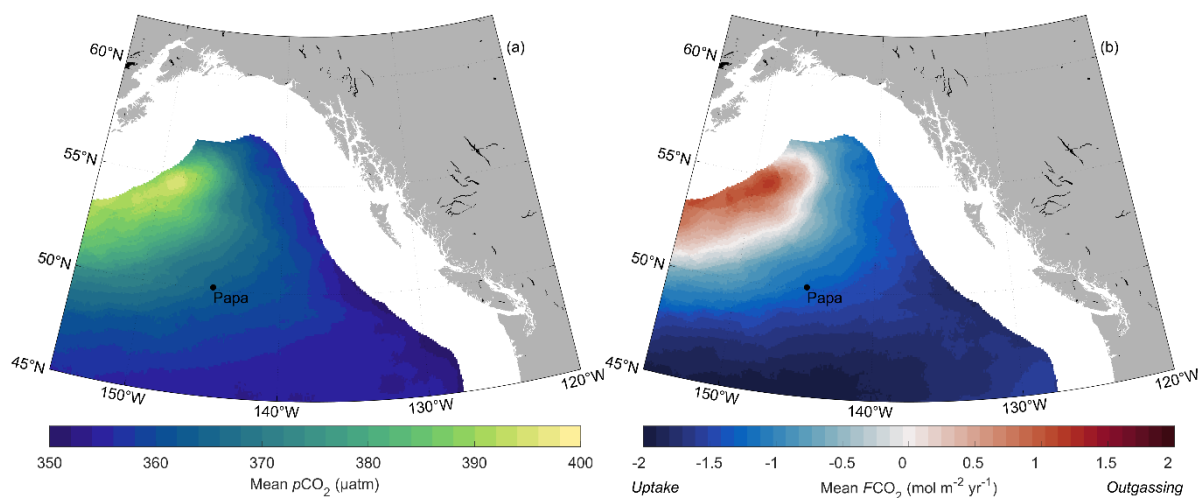 (a)
60°N
55°N
50°N
45°N
Papa
150°W
140°W
130°W
120°W
350 360 370 380 390 400
Mean pCO₂ (µatm)
(b)
60°N
55°N
50°N
45°N
Papa
150°W
140°W
130°W
120°W
-2 -1.5 -1 -0.5 0 0.5 1 1.5 2
Uptake Mean FCO₂ (mol m⁻² yr⁻¹) Outgassing